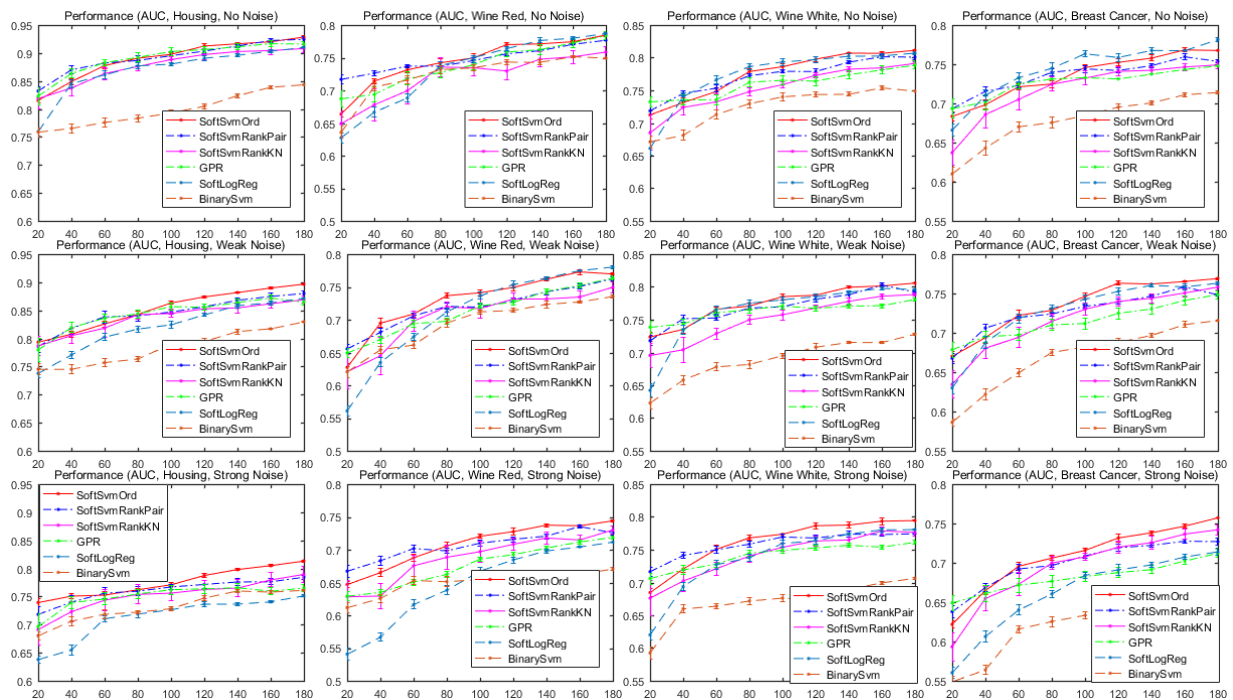 Performance (AUC, Housing, No Noise)
0.95
0.9
0.85
0.8
0.75
0.7
0.65
0.6
SoftSvmOrd
SoftSvmRankPair
SoftSvmRankKN
GPR
SoftLogReg
BinarySvm
20 40 60 80 100 120 140 160 180
Performance (AUC, Wine Red, No Noise)
0.8
0.75
0.7
0.65
0.6
0.55
0.5
SoftSvmOrd
SoftSvmRankPair
SoftSvmRankKN
GPR
SoftLogReg
BinarySvm
20 40 60 80 100 120 140 160 180
Performance (AUC, Wine White, No Noise)
0.85
0.8
0.75
0.7
0.65
0.6
0.55
SoftSvmOrd
SoftSvmRankPair
SoftSvmRankKN
GPR
SoftLogReg
BinarySvm
20 40 60 80 100 120 140 160 180
Performance (AUC, Breast Cancer, No Noise)
0.8
0.75
0.7
0.65
0.6
0.55
SoftSvmOrd
SoftSvmRankPair
SoftSvmRankKN
GPR
SoftLogReg
BinarySvm
20 40 60 80 100 120 140 160 180
Performance (AUC, Housing, Weak Noise)
0.95
0.9
0.85
0.8
0.75
0.7
0.65
0.6
SoftSvmOrd
SoftSvmRankPair
SoftSvmRankKN
GPR
SoftLogReg
BinarySvm
20 40 60 80 100 120 140 160 180
Performance (AUC, Wine Red, Weak Noise)
0.8
0.75
0.7
0.65
0.6
0.55
0.5
SoftSvmOrd
SoftSvmRankPair
SoftSvmRankKN
GPR
SoftLogReg
BinarySvm
20 40 60 80 100 120 140 160 180
Performance (AUC, Wine White, Weak Noise)
0.85
0.8
0.75
0.7
0.65
0.6
0.55
SoftSvmOrd
SoftSvmRankPair
SoftSvmRankKN
GPR
SoftLogReg
BinarySvm
20 40 60 80 100 120 140 160 180
Performance (AUC, Breast Cancer, Weak Noise)
0.8
0.75
0.7
0.65
0.6
0.55
SoftSvmOrd
SoftSvmRankPair
SoftSvmRankKN
GPR
SoftLogReg
BinarySvm
20 40 60 80 100 120 140 160 180
Performance (AUC, Housing, Strong Noise)
0.95
0.9
0.85
0.8
0.75
0.7
0.65
0.6
SoftSvmOrd
SoftSvmRankPair
SoftSvmRankKN
GPR
SoftLogReg
BinarySvm
20 40 60 80 100 120 140 160 180
Performance (AUC, Wine Red, Strong Noise)
0.8
0.75
0.7
0.65
0.6
0.55
0.5
SoftSvmOrd
SoftSvmRankPair
SoftSvmRankKN
GPR
SoftLogReg
BinarySvm
20 40 60 80 100 120 140 160 180
Performance (AUC, Wine White, Strong Noise)
0.85
0.8
0.75
0.7
0.65
0.6
0.55
SoftSvmOrd
SoftSvmRankPair
SoftSvmRankKN
GPR
SoftLogReg
BinarySvm
20 40 60 80 100 120 140 160 180
Performance (AUC, Breast Cancer, Strong Noise)
0.8
0.75
0.7
0.65
0.6
0.55
SoftSvmOrd
SoftSvmRankPair
SoftSvmRankKN
GPR
SoftLogReg
BinarySvm
20 40 60 80 100 120 140 160 180